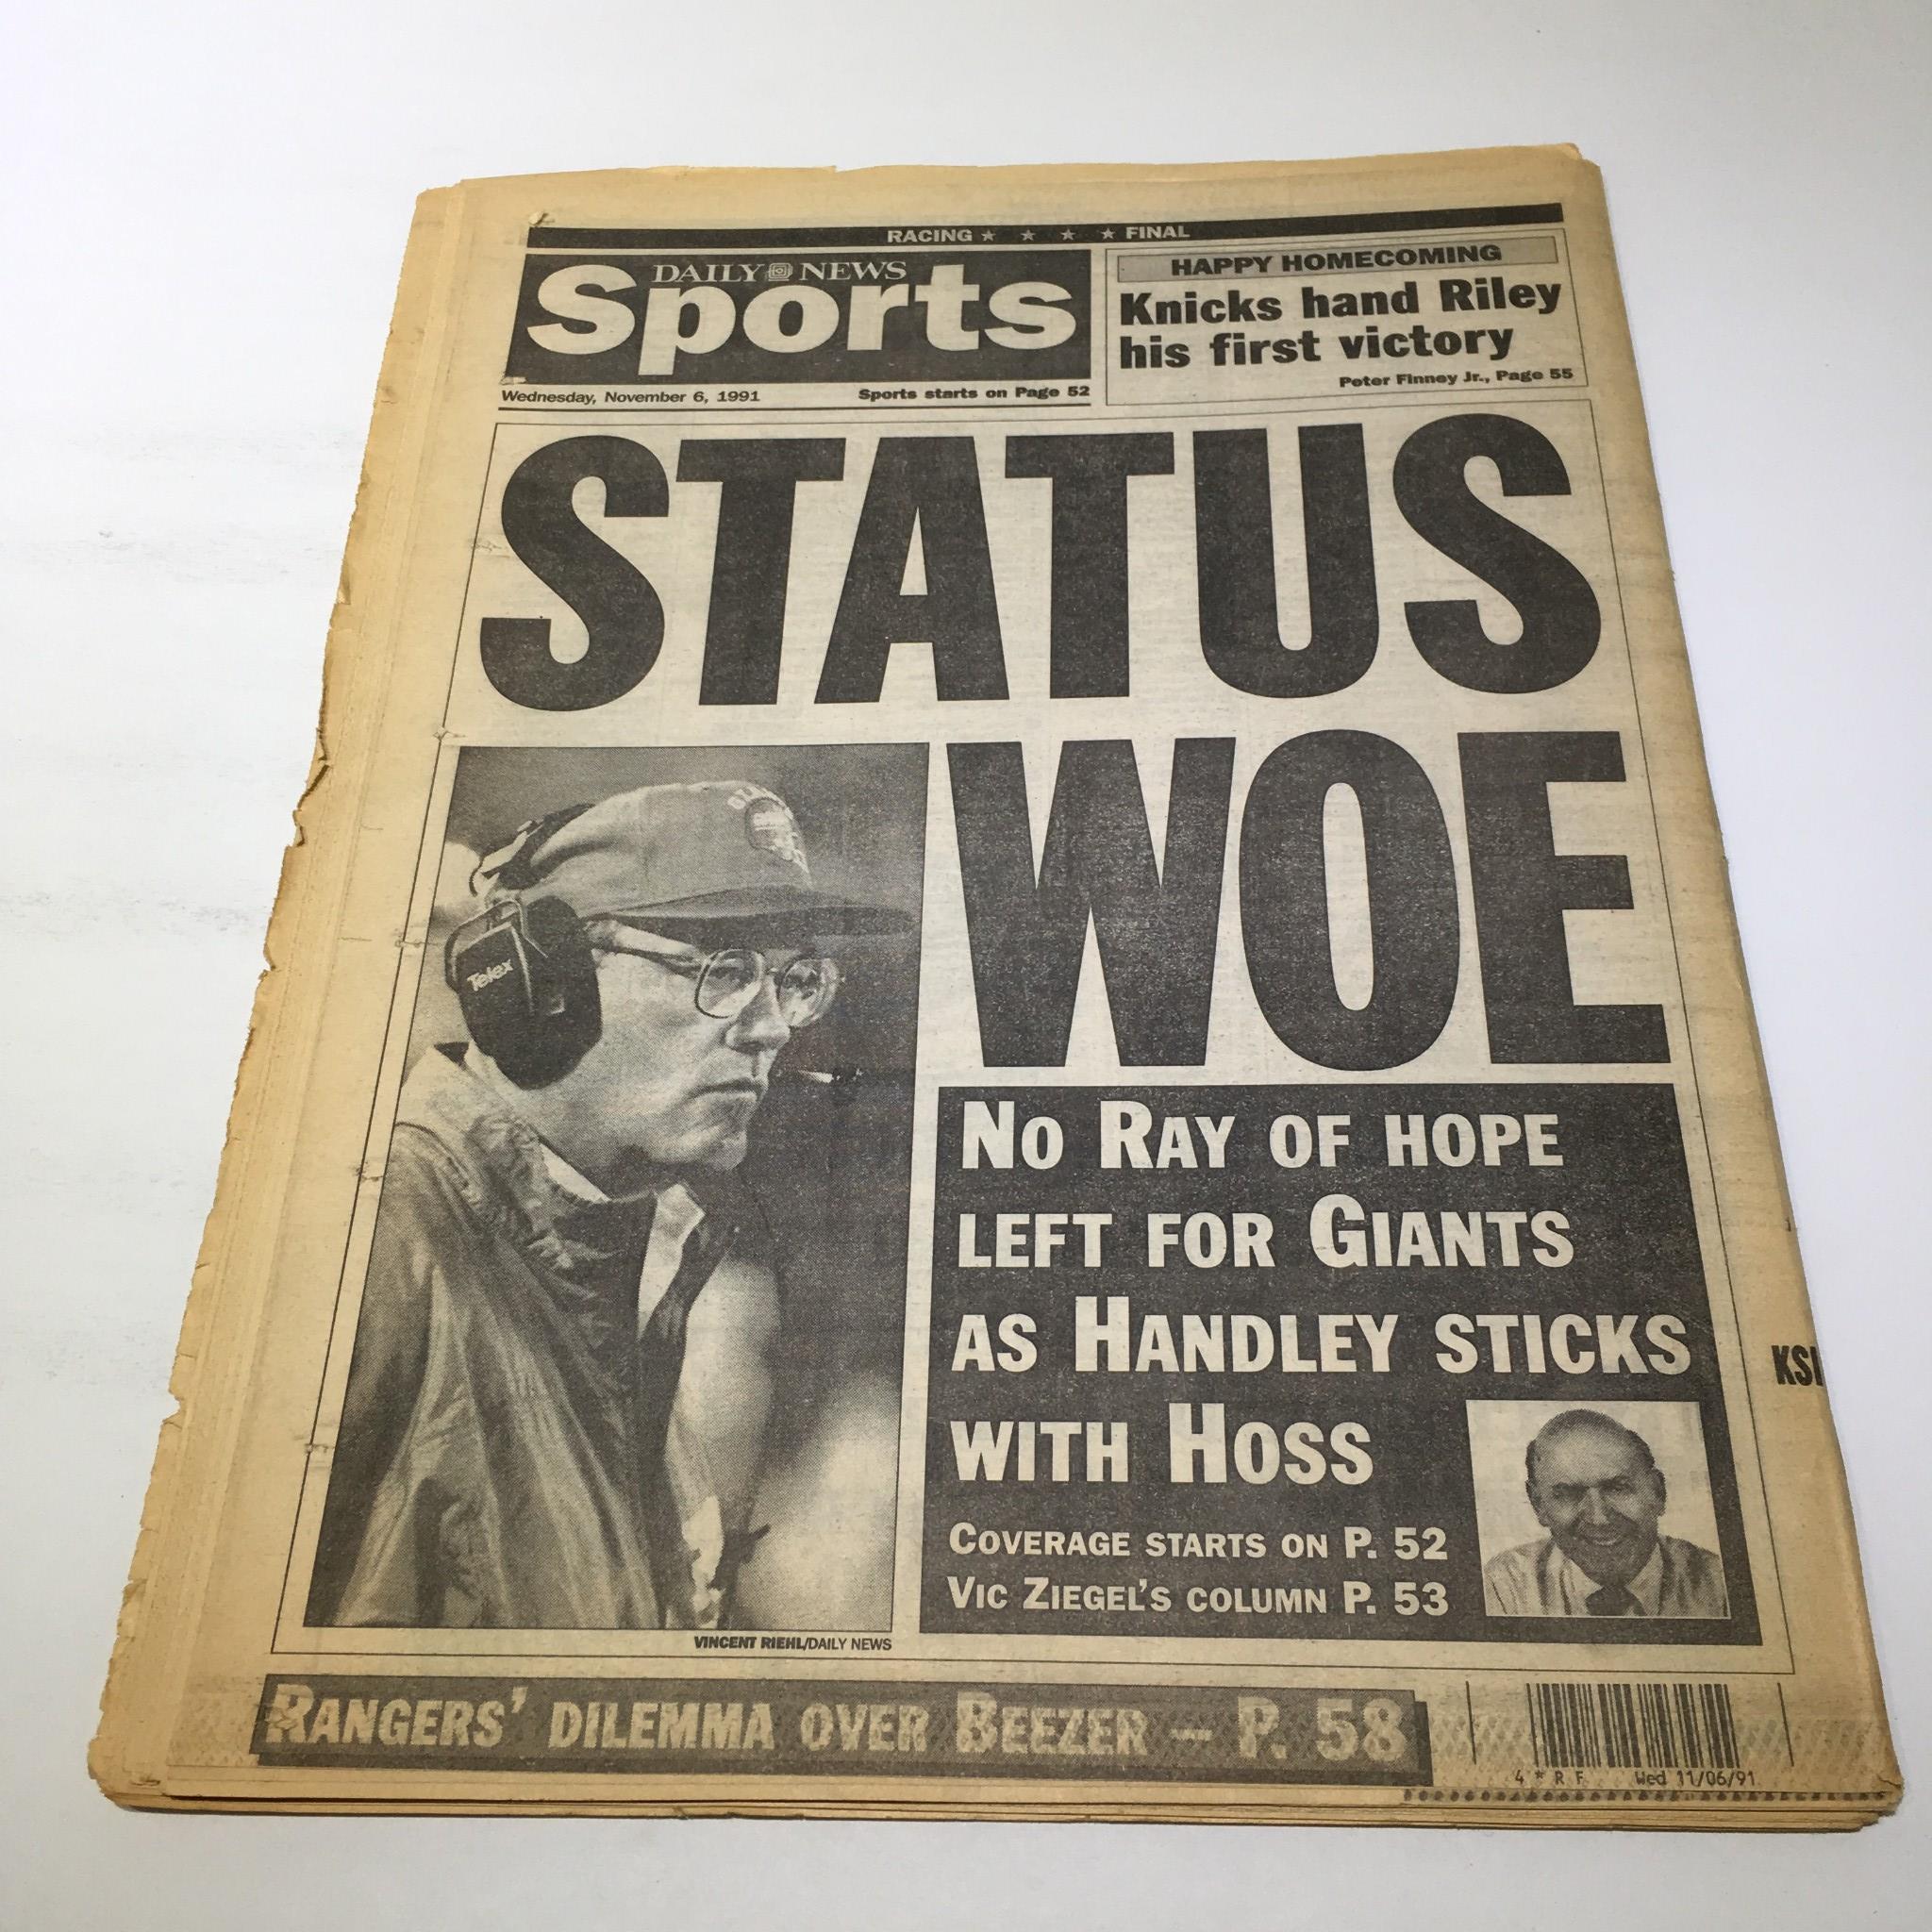 RACING ★ ★ ★ ★ FINAL
DAILY NEWS
Sports
Wednesday, November 6, 1991 Sports starts on Page 52
HAPPY HOMECOMING
Knicks hand Riley
his first victory
Peter Finney Jr., Page 55
STATUS
WOE
Telex
NO RAY OF HOPE
LEFT FOR GIANTS
AS HANDLEY STICKS
WITH HOSS
COVERAGE STARTS ON P. 52
VIC ZIEGEL'S COLUMN P. 53
VINCENT RIEHL/DAILY NEWS
KSI
RANGERS' DILEMMA OVER BEEZER — P. 58
4 * R F Wed 11/06/91